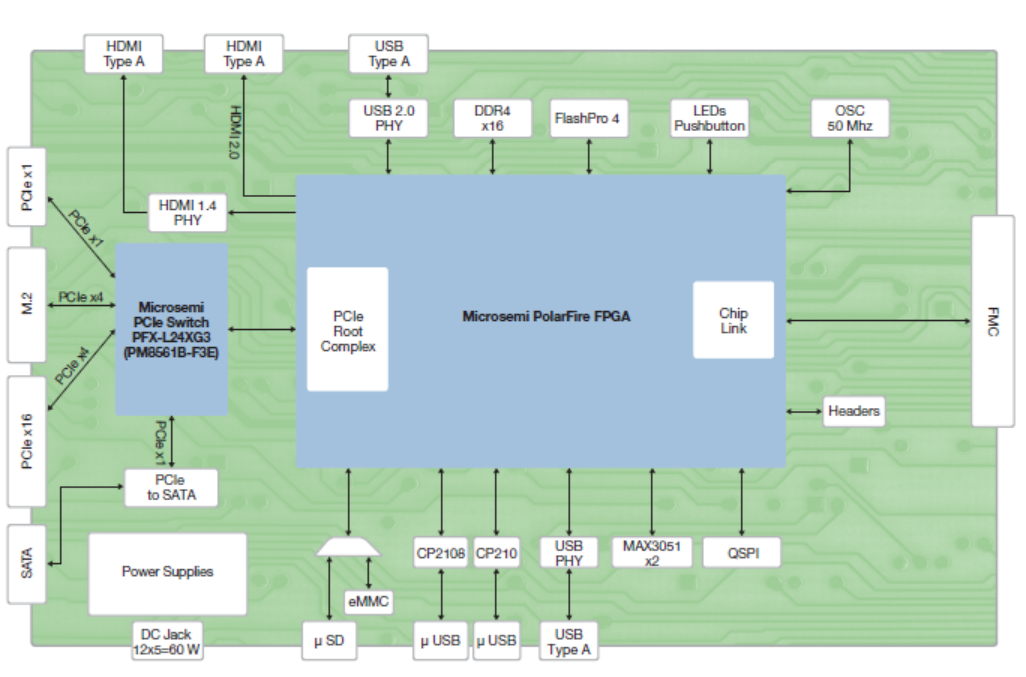 HDMI
Type A
HDMI
Type A
USB
Type A
HDMI 2.0
USB 2.0
PHY
DDR4
x16
FlashPro 4
LEDs
Pushbutton
OSC
50 Mhz
PCIe x1
HDMI 1.4
PHY
PCIe x1
M.2
PCIe x4
Microsemi
PCIe Switch
PFX-L24XG3
(PM8561B-F3E)
PCIe
Root
Complex
Microsemi PolarFire FPGA
Chip
Link
FMC
PCIe x4
PCIe x16
PCIe x1
Headers
PCIe
to SATA
SATA
Power Supplies
CP2108
CP210
USB
PHY
MAX3051
x2
QSPI
eMMC
DC Jack
12x5=60 W
µ SD
µ USB
µ USB
USB
Type A